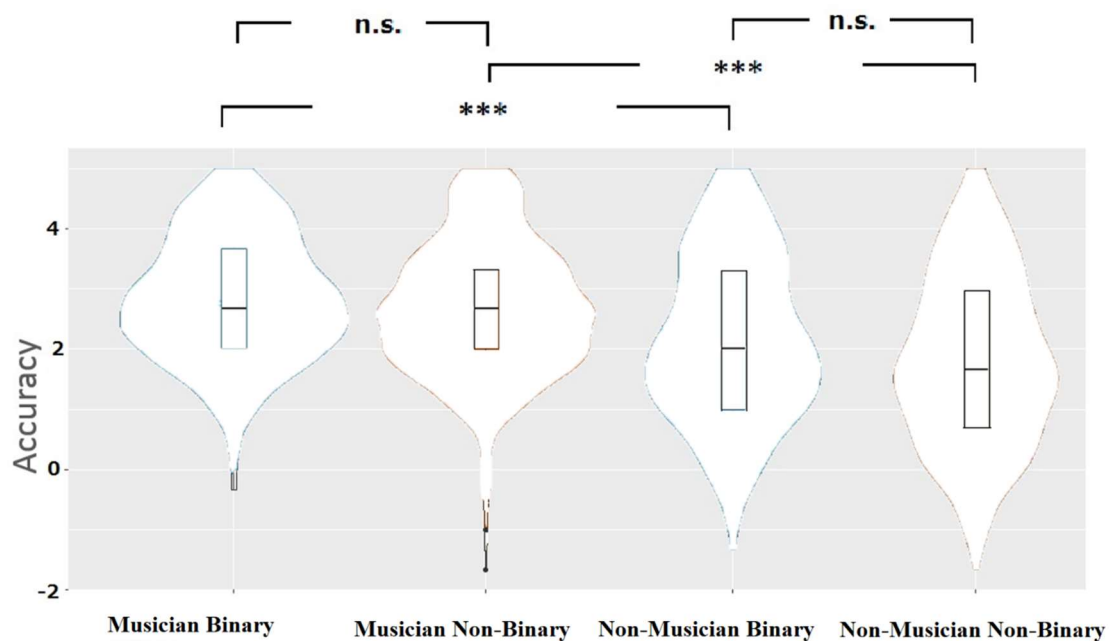 n.s. n.s.
***
***
4
2
0
-2
Accuracy
Musician Binary Musician Non-Binary Non-Musician Binary Non-Musician Non-Binary